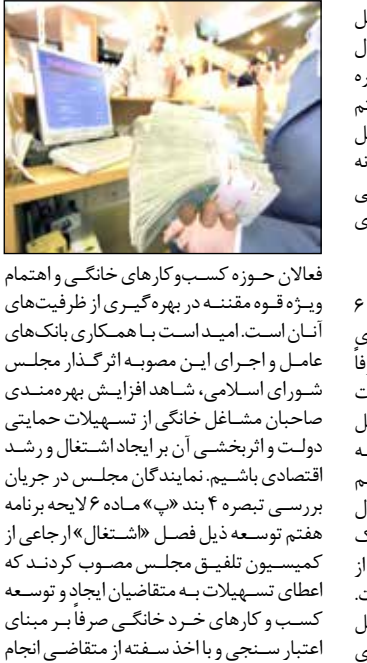 فعالان حوزه کسب‌وکارهای خانگی و اهتمام
ویژه قوه مقننه در بهره‌گیری از ظرفیت‌های
آنان است. امید است با همکاری بانک‌های
عامل و اجرای این مصوبه اثرگذار مجلس
شورای اسلامی، شاهد افزایش بهره‌مندی
صاحبان مشاغل خانگی از تسهیلات حمایتی
دولت و اثربخشی آن بر ایجاد اشتغال و رشد
اقتصادی باشیم. نمایندگان مجلس در جریان
بررسی تبصره ۴ بند «پ» ماده ۶ لایحه برنامه
هفتم توسعه ذیل فصل «اشتغال» ارجاعی از
کمیسیون تلفیق مجلس مصوب کردند که
اعطای تسهیلات به متقاضیان ایجاد و توسعه
کسب و کارهای خرد خانگی صرفاً بر مبنای
اعتبار سنجی و با اخذ سفته از متقاضی انجام